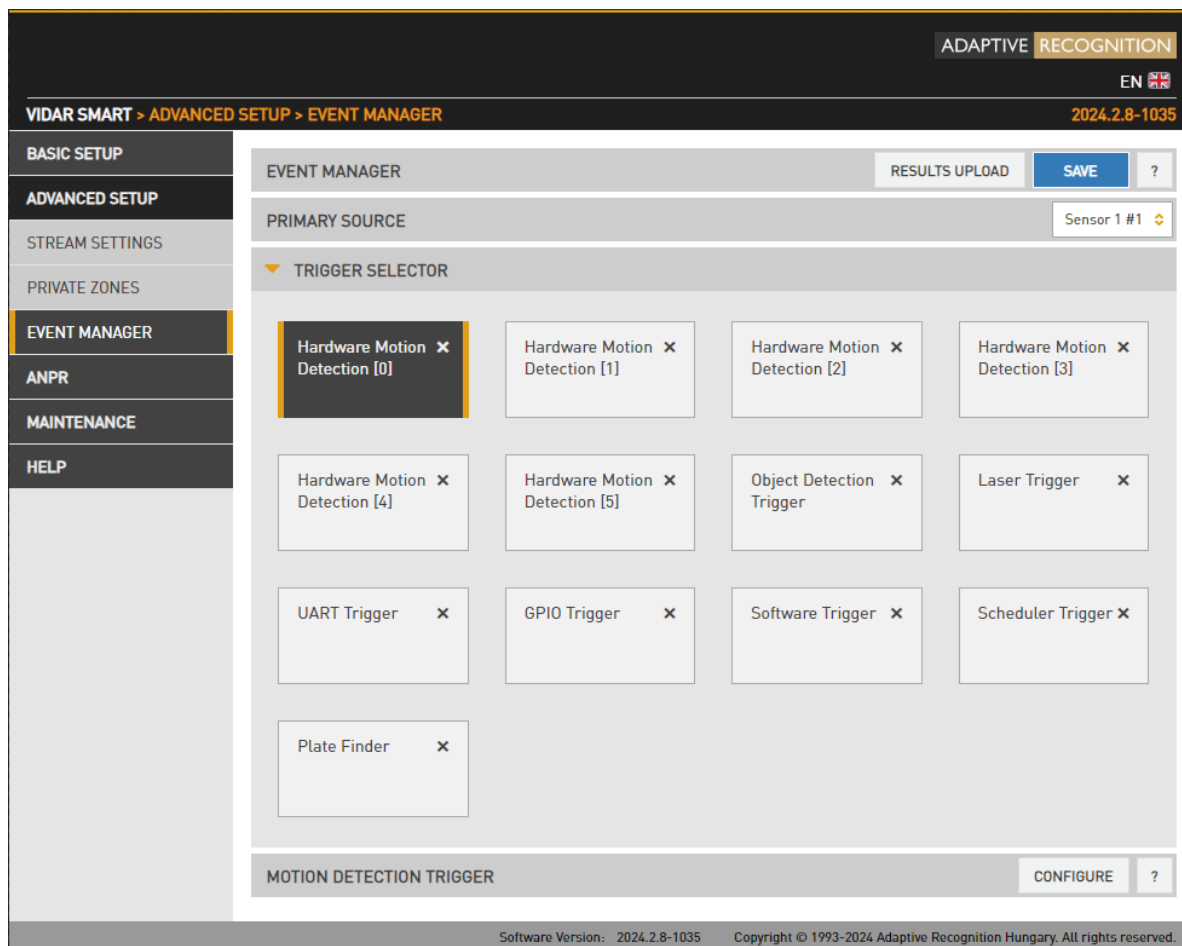 ADAPTIVE RECOGNITION
EN
VIDAR SMART > ADVANCED SETUP > EVENT MANAGER
2024.2.8-1035
BASIC SETUP
ADVANCED SETUP
STREAM SETTINGS
PRIVATE ZONES
EVENT MANAGER
ANPR
MAINTENANCE
HELP
EVENT MANAGER
RESULTS UPLOAD
SAVE
?
PRIMARY SOURCE
Sensor 1 #1
TRIGGER SELECTOR
Hardware Motion
Detection [0]
Hardware Motion
Detection [1]
Hardware Motion
Detection [2]
Hardware Motion
Detection [3]
Hardware Motion
Detection [4]
Hardware Motion
Detection [5]
Object Detection
Trigger
Laser Trigger
UART Trigger
GPIO Trigger
Software Trigger
Scheduler Trigger
Plate Finder
MOTION DETECTION TRIGGER
CONFIGURE
?
Software Version: 2024.2.8-1035
Copyright © 1993-2024 Adaptive Recognition Hungary. All rights reserved.